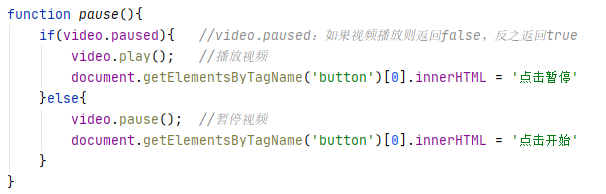 function pause(){
    if(video.paused){   //video.paused：如果视频播放则返回false，反之返回true
        video.play();   //播放视频
        document.getElementsByTagName('button')[0].innerHTML = '点击暂停'
    }else{
        video.pause();  //暂停视频
        document.getElementsByTagName('button')[0].innerHTML = '点击开始'
    }
}